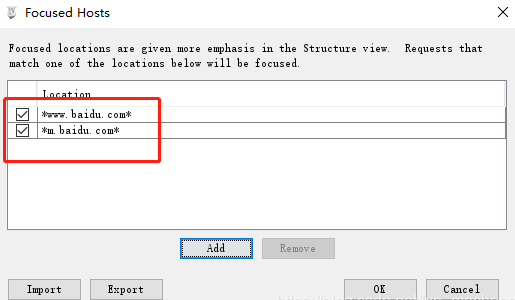 Focused Hosts
Focused locations are given more emphasis in the Structure view. Requests that
match one of the locations below will be focused.
Location
*www.baidu.com*
*m.baidu.com*
Add
Remove
Import
Export
OK
Cancel